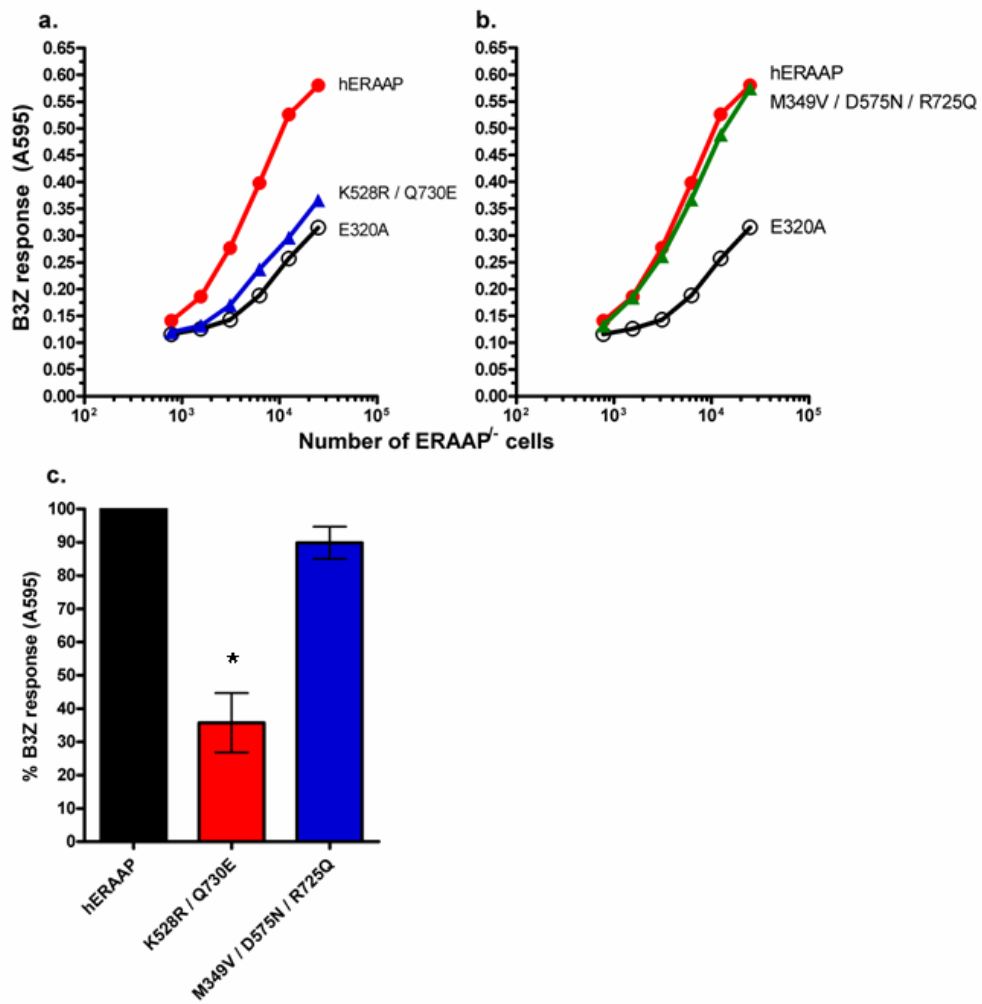 a.
B3Z response (A595)
0.65
0.60
0.55
0.50
0.45
0.40
0.35
0.30
0.25
0.20
0.15
0.10
0.05
0.00
10² 10³ 10⁴ 10⁵
hERAAP
K528R / Q730E
E320A
b.
0.65
0.60
0.55
0.50
0.45
0.40
0.35
0.30
0.25
0.20
0.15
0.10
0.05
0.00
10² 10³ 10⁴ 10⁵
hERAAP
M349V / D575N / R725Q
E320A
Number of ERAAP/- cells
c.
% B3Z response (A595)
100
90
80
70
60
50
40
30
20
10
0
*
hERAAP
K528R / Q730E
M349V / D575N / R725Q